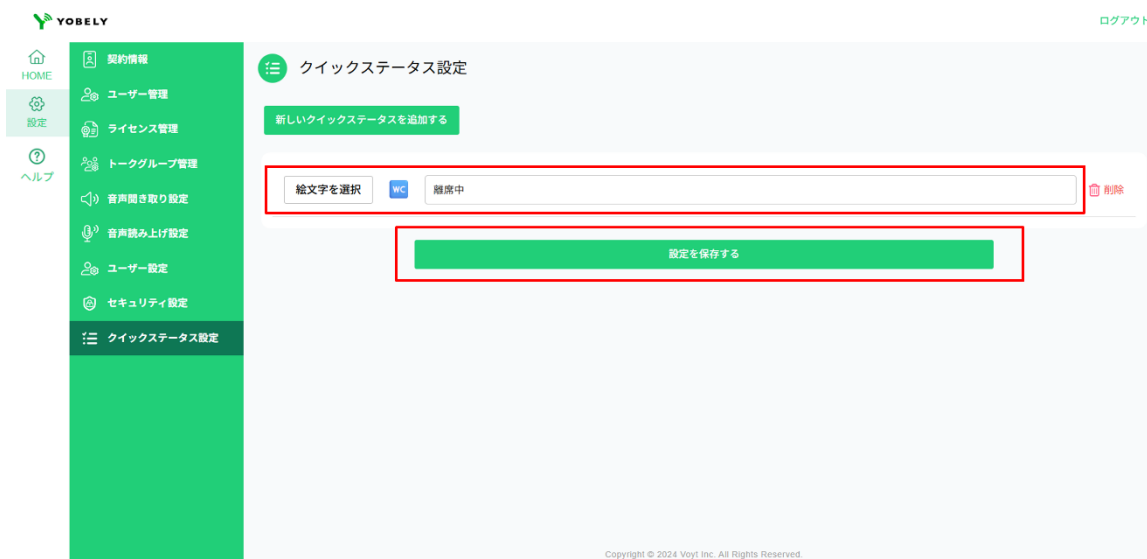 YOBELY
ログアウト
HOME
設定
ヘルプ
契約情報
ユーザー管理
ライセンス管理
トークグループ管理
音声聞き取り設定
音声読み上げ設定
ユーザー設定
セキュリティ設定
クイックステータス設定
クイックステータス設定
新しいクイックステータスを追加する
絵文字を選択 WC 離席中 削除
設定を保存する
Copyright © 2024 Voyt Inc. All Rights Reserved.